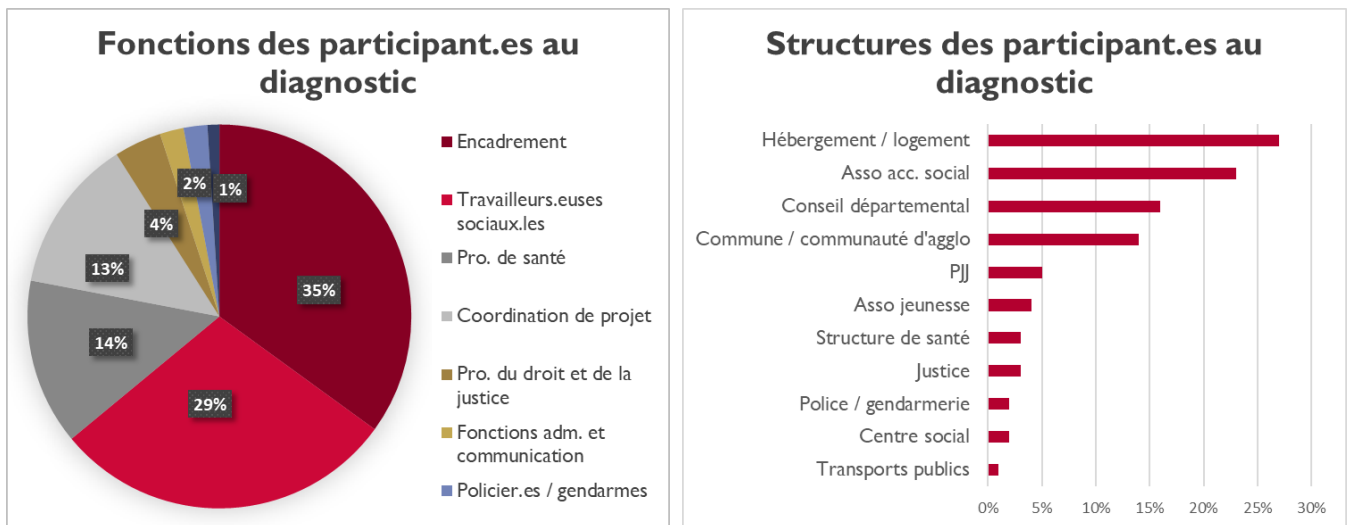 Fonctions des participant.es au
diagnostic
35%
29%
14%
13%
4%
2%
1%
Encadrement
Travailleurs.euses
sociaux.les
Pro. de santé
Coordination de projet
Pro. du droit et de la
justice
Fonctions adm. et
communication
Policier.es / gendarmes
Structures des participant.es au
diagnostic
Hébergement / logement
Asso acc. social
Conseil départemental
Commune / communauté d'agglo
PJJ
Asso jeunesse
Structure de santé
Justice
Police / gendarmerie
Centre social
Transports publics
0% 5% 10% 15% 20% 25% 30%